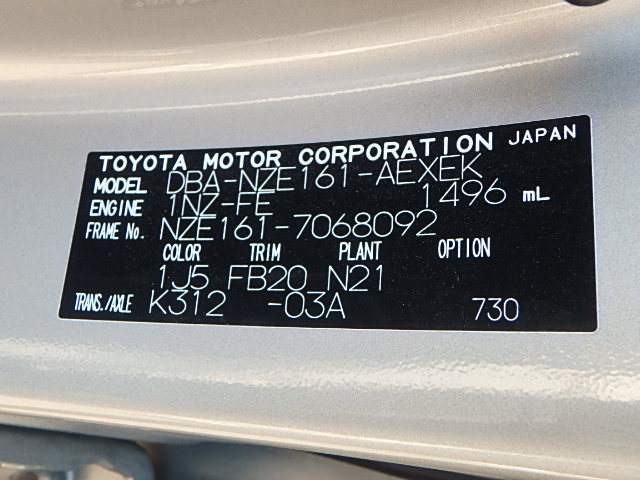 TOYOTA MOTOR CORPORATION JAPAN
MODEL DBA-NZE161-AEXEK
ENGINE 1NZ-FE 1496 mL
FRAME No. NZE161-7068092
COLOR TRIM PLANT OPTION
1J5 FB20 N21
TRANS./AXLE K312 -03A 730